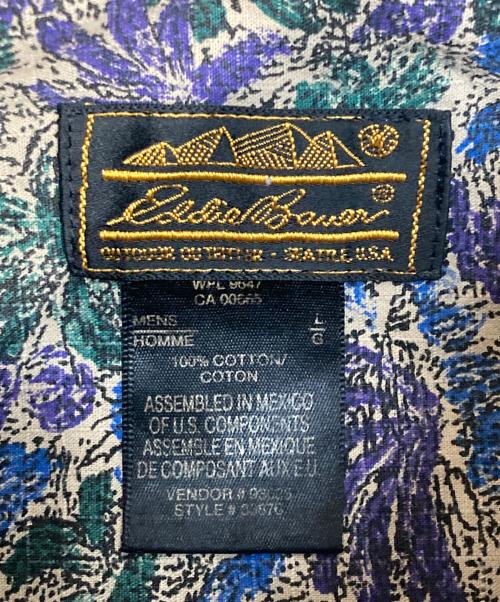 Eddie Bauer
OUTDOOR OUTFITTER · SEATTLE, U.S.A.
WPL 9647
CA 00665
MENS L
HOMME G
100% COTTON/
COTON
ASSEMBLED IN MEXICO
OF U.S. COMPONENTS
ASSEMBLE EN MEXIQUE
DE COMPOSANT AUX E.U.
VENDOR #
STYLE #